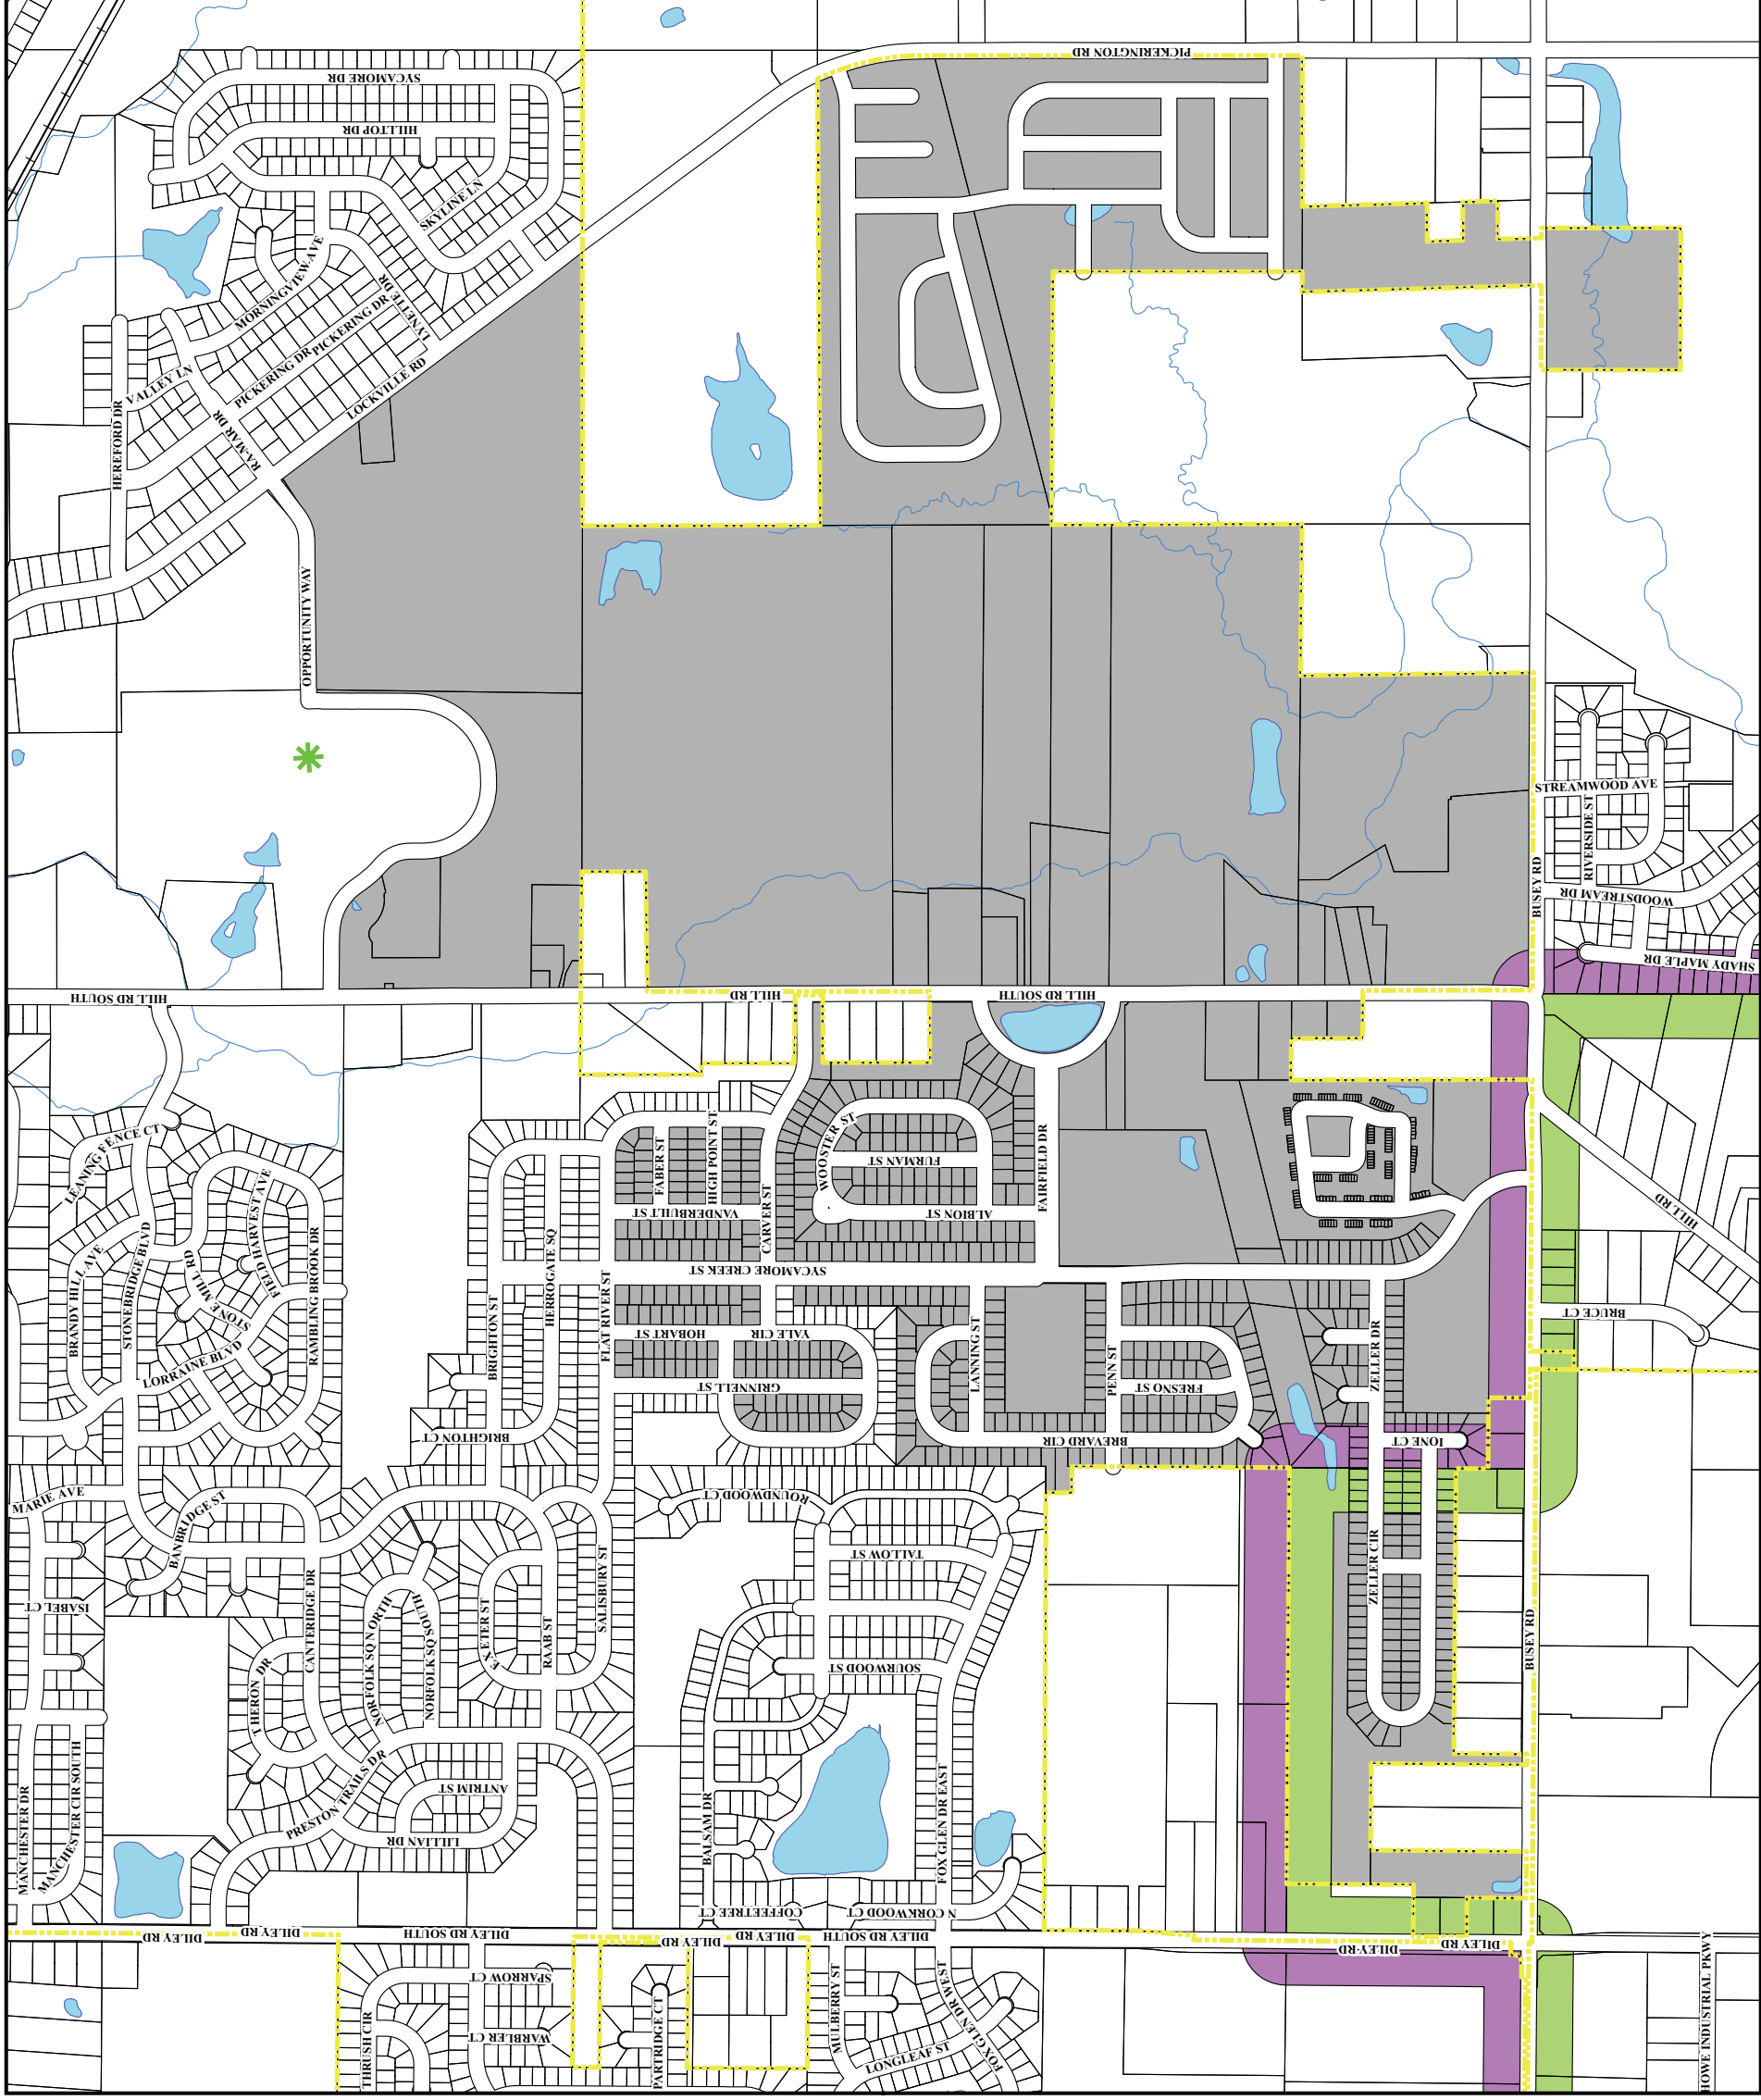 PICKERINGTON RD
SYCAMORE DR
HILLTOP DR
SKYLINE LN
MORNINGVIEW AVE
LYNETTE DR
PICKERING DR
PICKERING DR
VALLEY LN
LOCKVILLE RD
HEREFORD DR
RA-MAR DR
OPPORTUNITY WAY
STREAMWOOD AVE
RIVERSIDE ST
BUSEY RD
WOODSTREAM DR
SHADY MAPLE DR
HILL RD SOUTH
HILL RD
HILL RD SOUTH
LEANING FENCE CT
WOOSTER ST
FABER ST
HIGH POINT ST
FURMAN ST
FAIRFIELD DR
FIELD HARVEST AVE
VANDERBUILT ST
CARVER ST
ALBION ST
HILL RD
BRANDY HILL AVE
STONEBRIDGE BLVD
STONE MILL RD
RAMBLING BROOK DR
HERROGATE SQ
SYCAMORE CREEK ST
BRIGHTON ST
FLAT RIVER ST
HOBART ST
YALE CIR
LANNING ST
PENN ST
ZELLER DR
BRUCE CT
LORRAINE BLVD
GRINNELL ST
FRESNO ST
BRIGHTON CT
BREVARD CIR
IONE CT
MARIE AVE
BANBRIDGE ST
ROUNDWOOD CT
TALLOW ST
ISABEL CT
CANTERIDGE DR
NORFOLK SQ NORTH
NORFOLK SQ SOUTH
EXETER ST
RAAB ST
SALISBURY ST
ZELLER CIR
BUSEY RD
THERON DR
SOURWOOD ST
MANCHESTER DR
MANCHESTER CIR SOUTH
PRESTON TRAILS DR
ANTRIM ST
LILLIAN DR
BALSAM DR
FOX GLEN DR EAST
COFFEETREE CT
N CORKWOOD CT
DILEY RD
DILEY RD
DILEY RD SOUTH
DILEY RD
DILEY RD
DILEY RD SOUTH
DILEY RD
DILEY RD
SPARROW CT
THRUSH CIR
WARBLER CT
PARTRIDGE CT
MULBERRY ST
LONGLEAF ST
FOX GLEN DR WEST
HOWE INDUSTRIAL PKWY